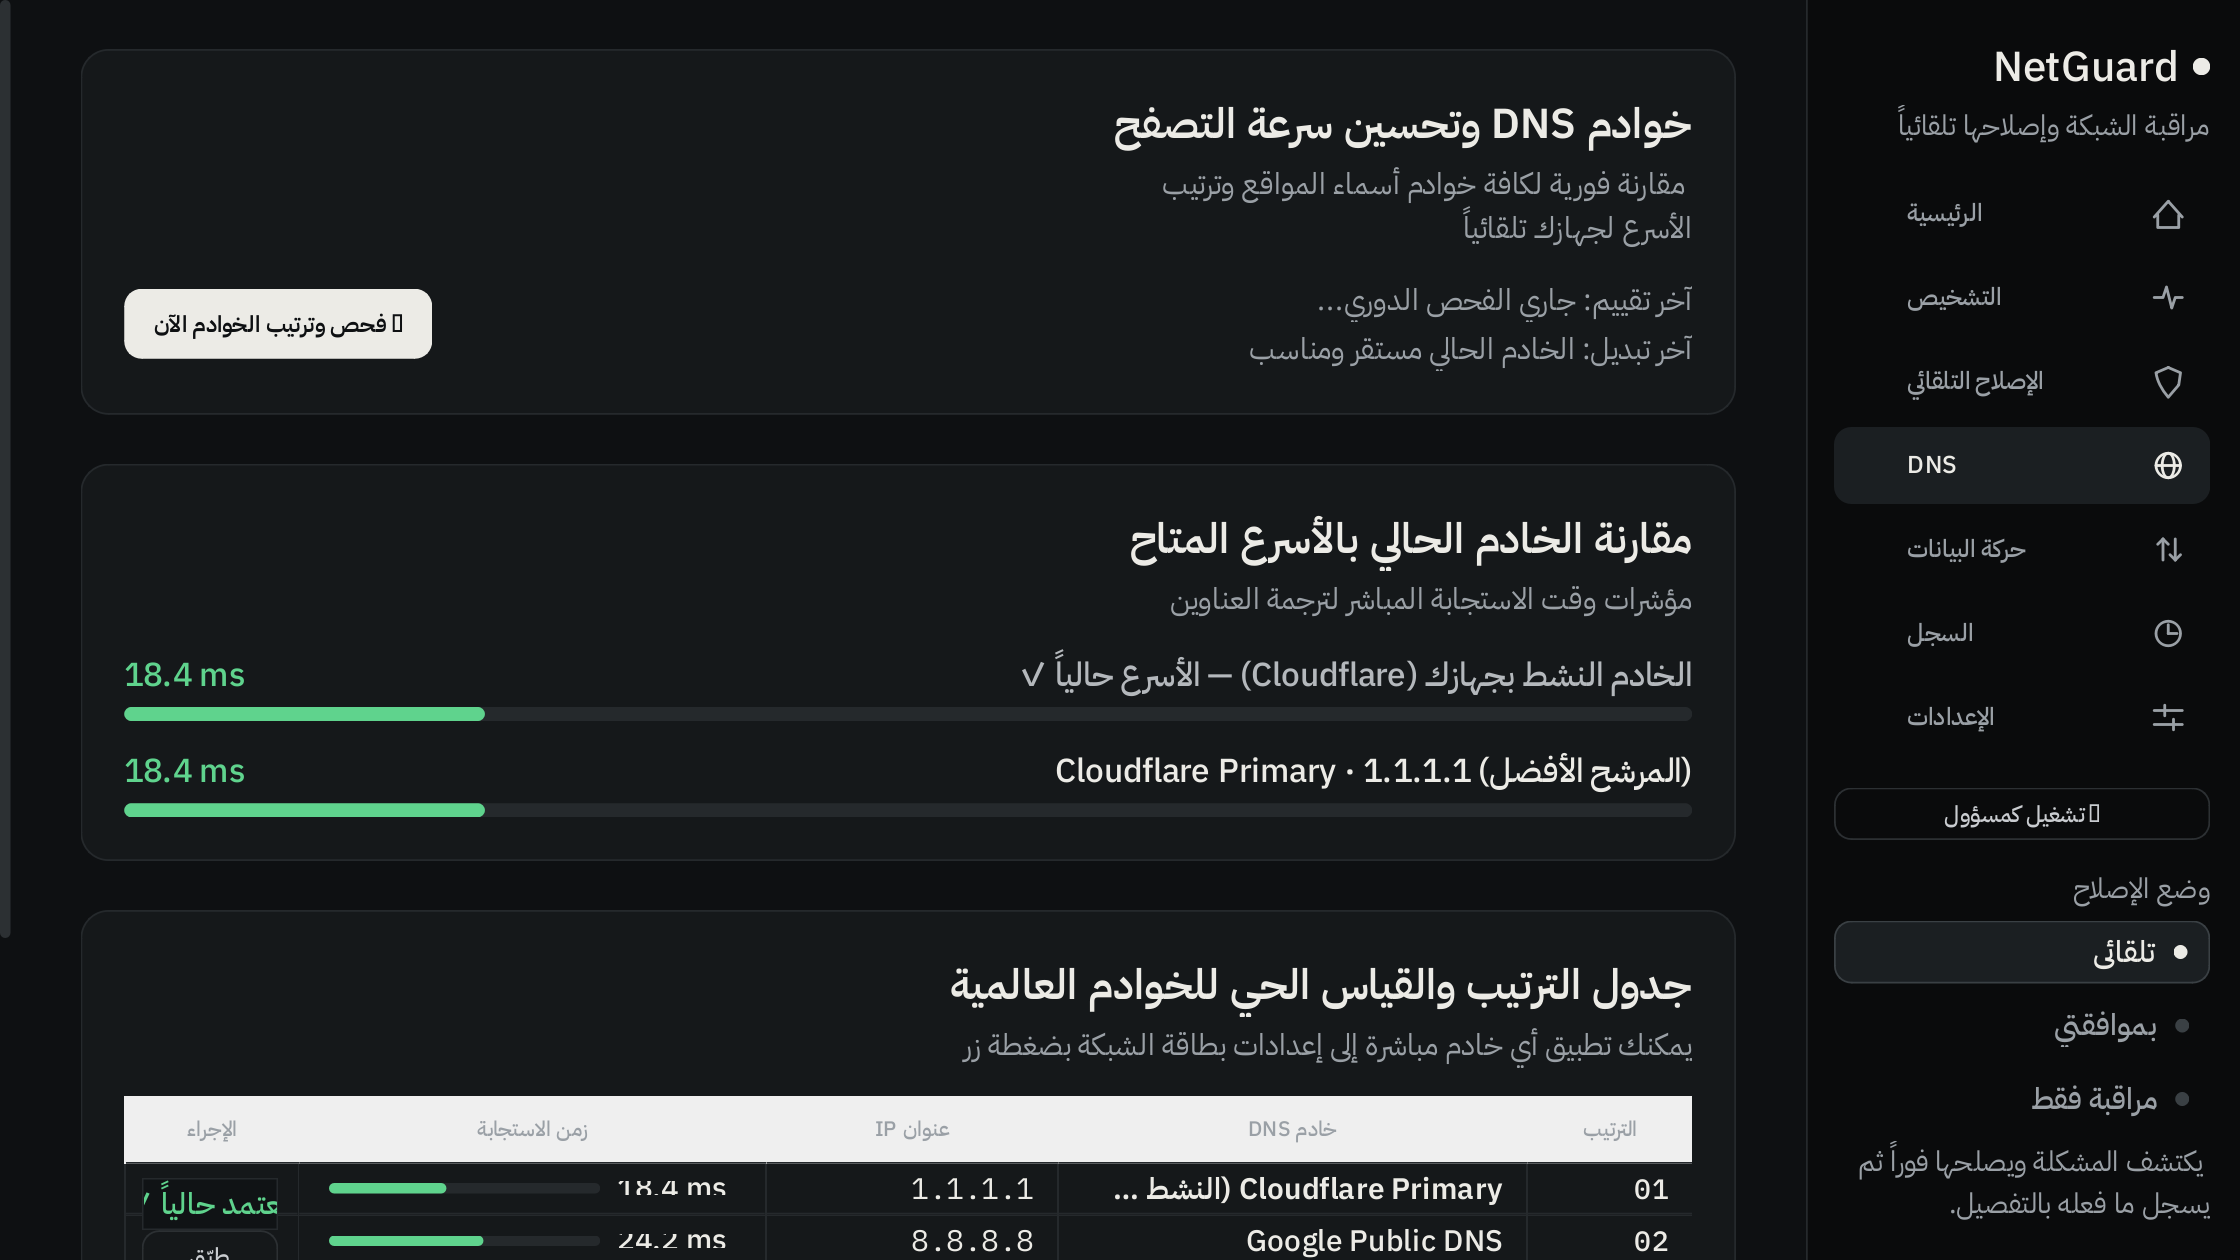 NetGuard
مراقبة الشبكة وإصلاحها تلقائياً
الرئيسية
التشخيص
الإصلاح التلقائي
DNS
حركة البيانات
السجل
الإعدادات
تشغيل كمسؤول
وضع الإصلاح
تلقائي
بموافقتي
مراقبة فقط
يكتشف المشكلة ويصلحها فوراً ثم
يسجل ما فعله بالتفصيل.
خوادم DNS وتحسين سرعة التصفح
مقارنة فورية لكافة خوادم أسماء المواقع وترتيب
الأسرع لجهازك تلقائياً
آخر تقييم: جاري الفحص الدوري...
آخر تبديل: الخادم الحالي مستقر ومناسب
فحص وترتيب الخوادم الآن
مقارنة الخادم الحالي بالأسرع المتاح
مؤشرات وقت الاستجابة المباشر لترجمة العناوين
الخادم النشط بجهازك (Cloudflare) — الأسرع حالياً ✓ 18.4 ms
(المرشح الأفضل) Cloudflare Primary · 1.1.1.1 18.4 ms
جدول الترتيب والقياس الحي للخوادم العالمية
يمكنك تطبيق أي خادم مباشرة إلى إعدادات بطاقة الشبكة بضغطة زر
الترتيب خادم DNS عنوان IP زمن الاستجابة الإجراء
01 Cloudflare Primary (النشط ... 1.1.1.1 18.4 ms حالياً
02 Google Public DNS 8.8.8.8 24.2 ms